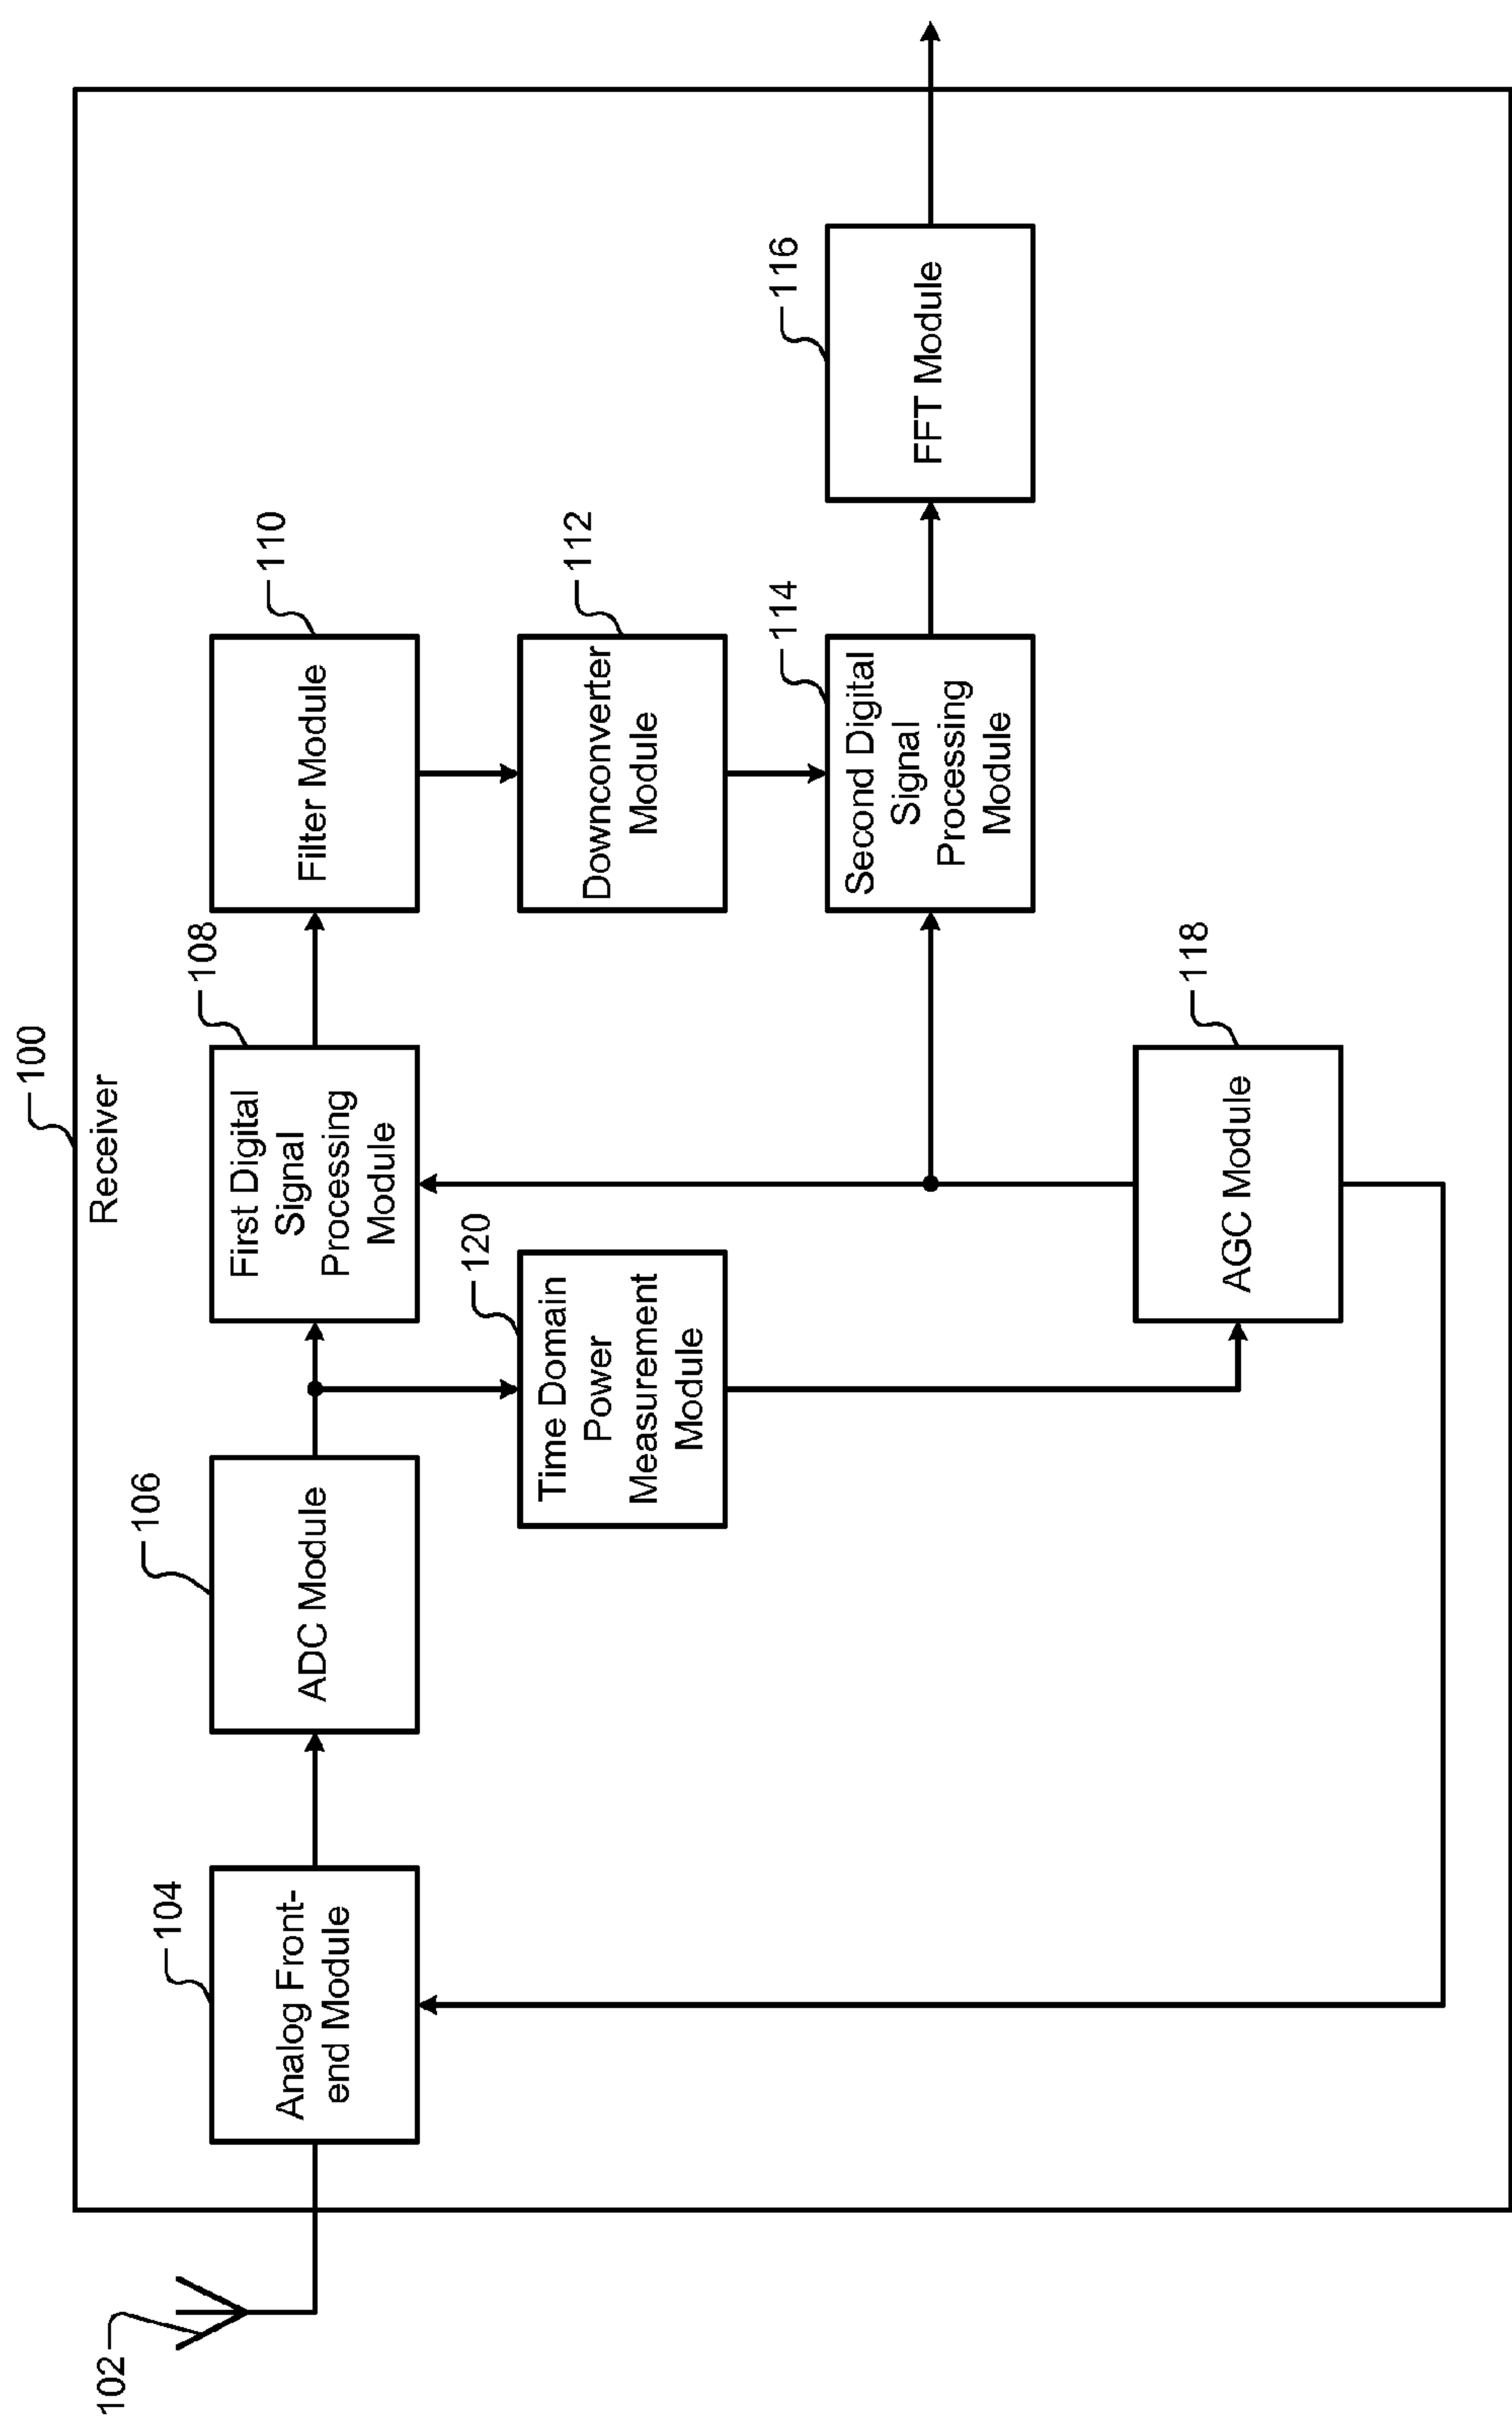 100
Receiver
102
104
Analog Front-
end Module
106
ADC Module
108
First Digital
Signal
Processing
Module
110
Filter Module
120
Time Domain
Power
Measurement
Module
112
Downconverter
Module
114
Second Digital
Signal
Processing
Module
116
FFT Module
118
AGC Module